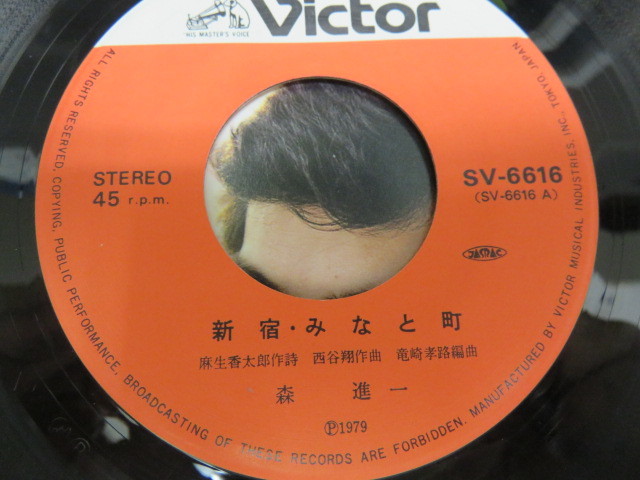 "HIS MASTER'S VOICE"
Victor
STEREO
45 r.p.m.
SV-6616
(SV-6616 A)
JASRAC
新宿・みなと町
麻生香太郎作詩 西谷翔作曲 竜崎孝路編曲
森 進一
Ⓟ1979
ALL RIGHTS RESERVED. COPYING, PUBLIC PERFORMANCE, BROADCASTING OF THESE RECORDS ARE FORBIDDEN. MANUFACTURED BY VICTOR MUSICAL INDUSTRIES, INC. TOKYO, JAPAN